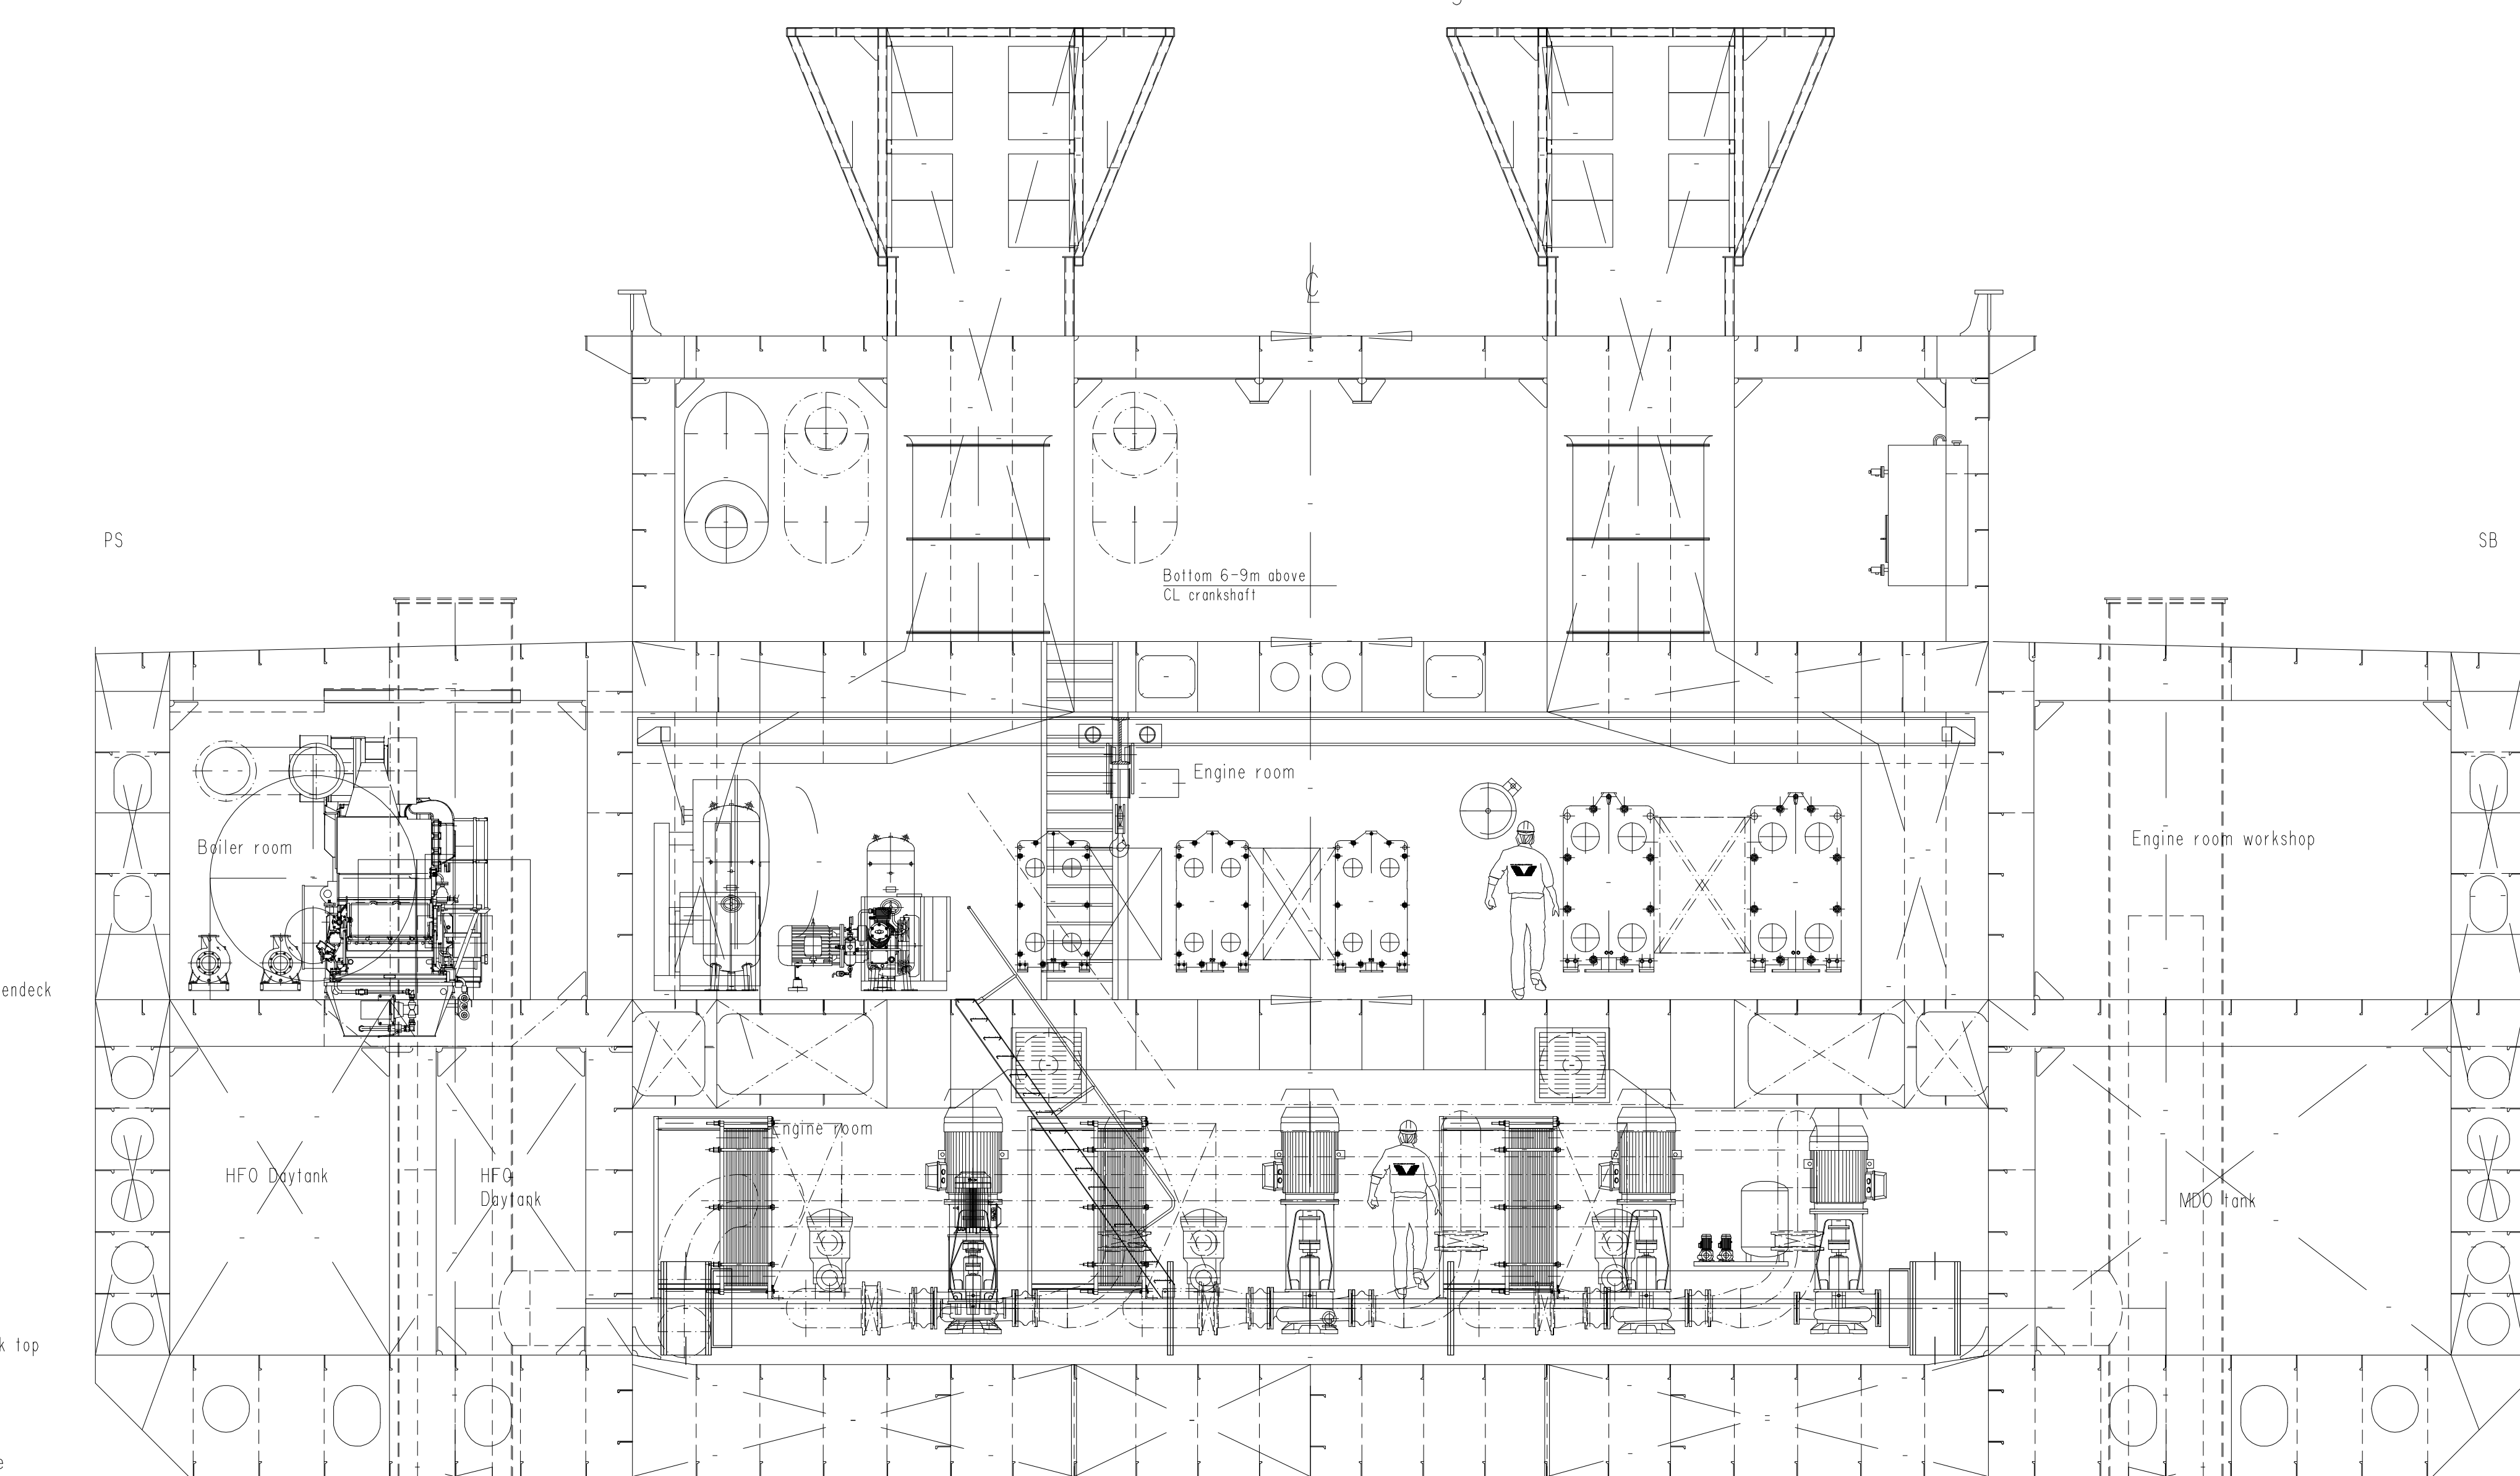 PS
SB
Bottom 6-9m above
CL crankshaft
Engine room
Boiler room
Engine room workshop
endeck
Engine room
HFO Daytank
HFO
Daytank
MDO tank
k top
e